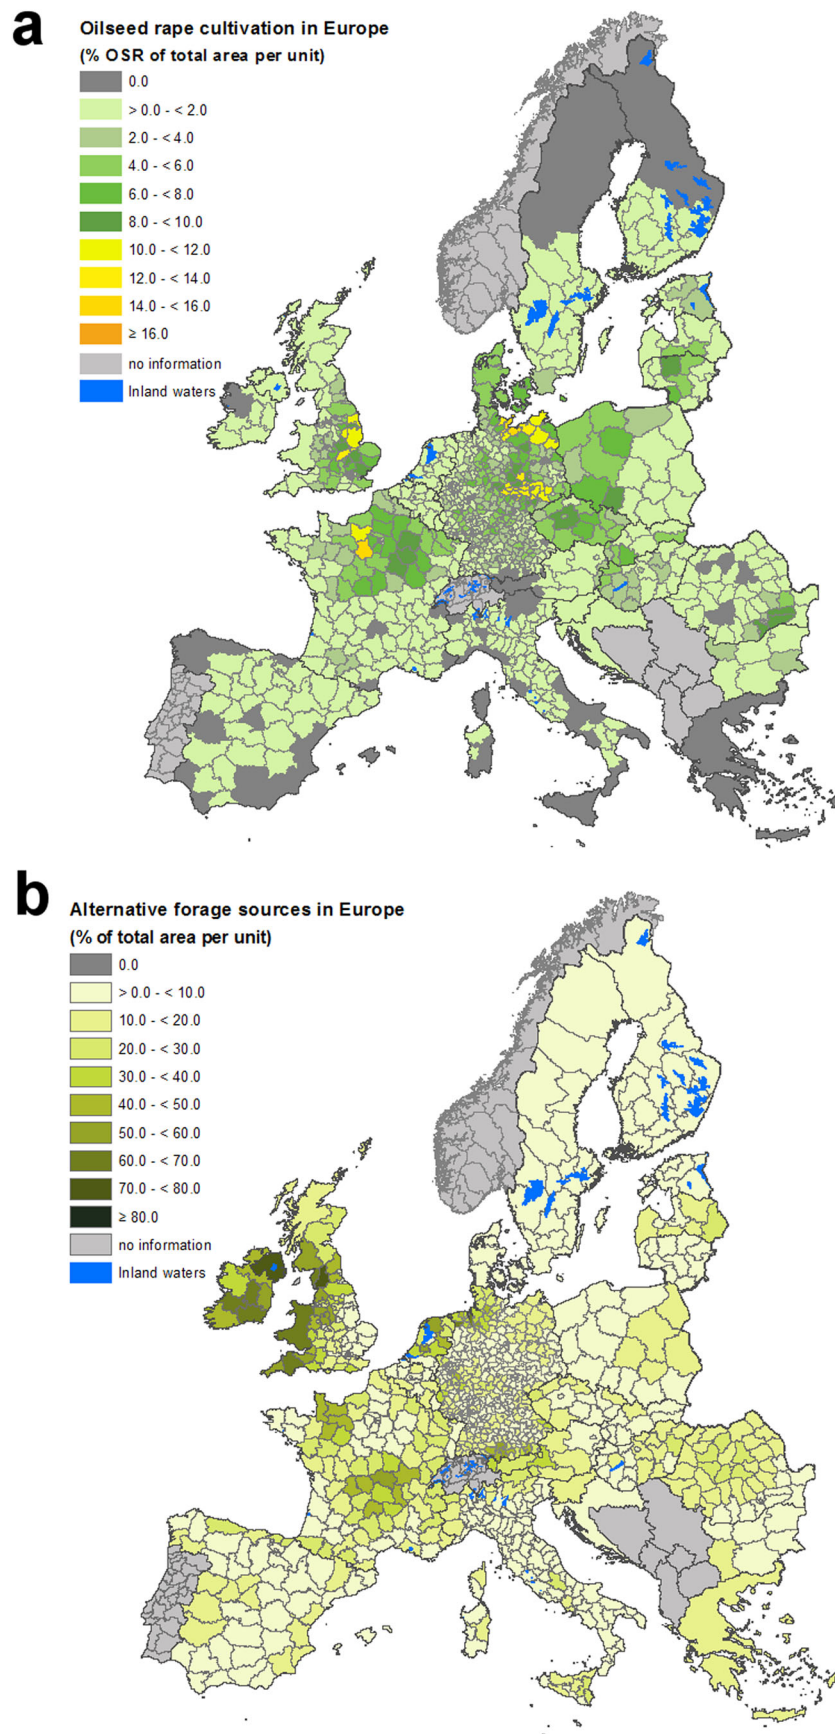 a
Oilseed rape cultivation in Europe
(% OSR of total area per unit)
0.0
> 0.0 - < 2.0
2.0 - < 4.0
4.0 - < 6.0
6.0 - < 8.0
8.0 - < 10.0
10.0 - < 12.0
12.0 - < 14.0
14.0 - < 16.0
≥ 16.0
no information
Inland waters
b
Alternative forage sources in Europe
(% of total area per unit)
0.0
> 0.0 - < 10.0
10.0 - < 20.0
20.0 - < 30.0
30.0 - < 40.0
40.0 - < 50.0
50.0 - < 60.0
60.0 - < 70.0
70.0 - < 80.0
≥ 80.0
no information
Inland waters